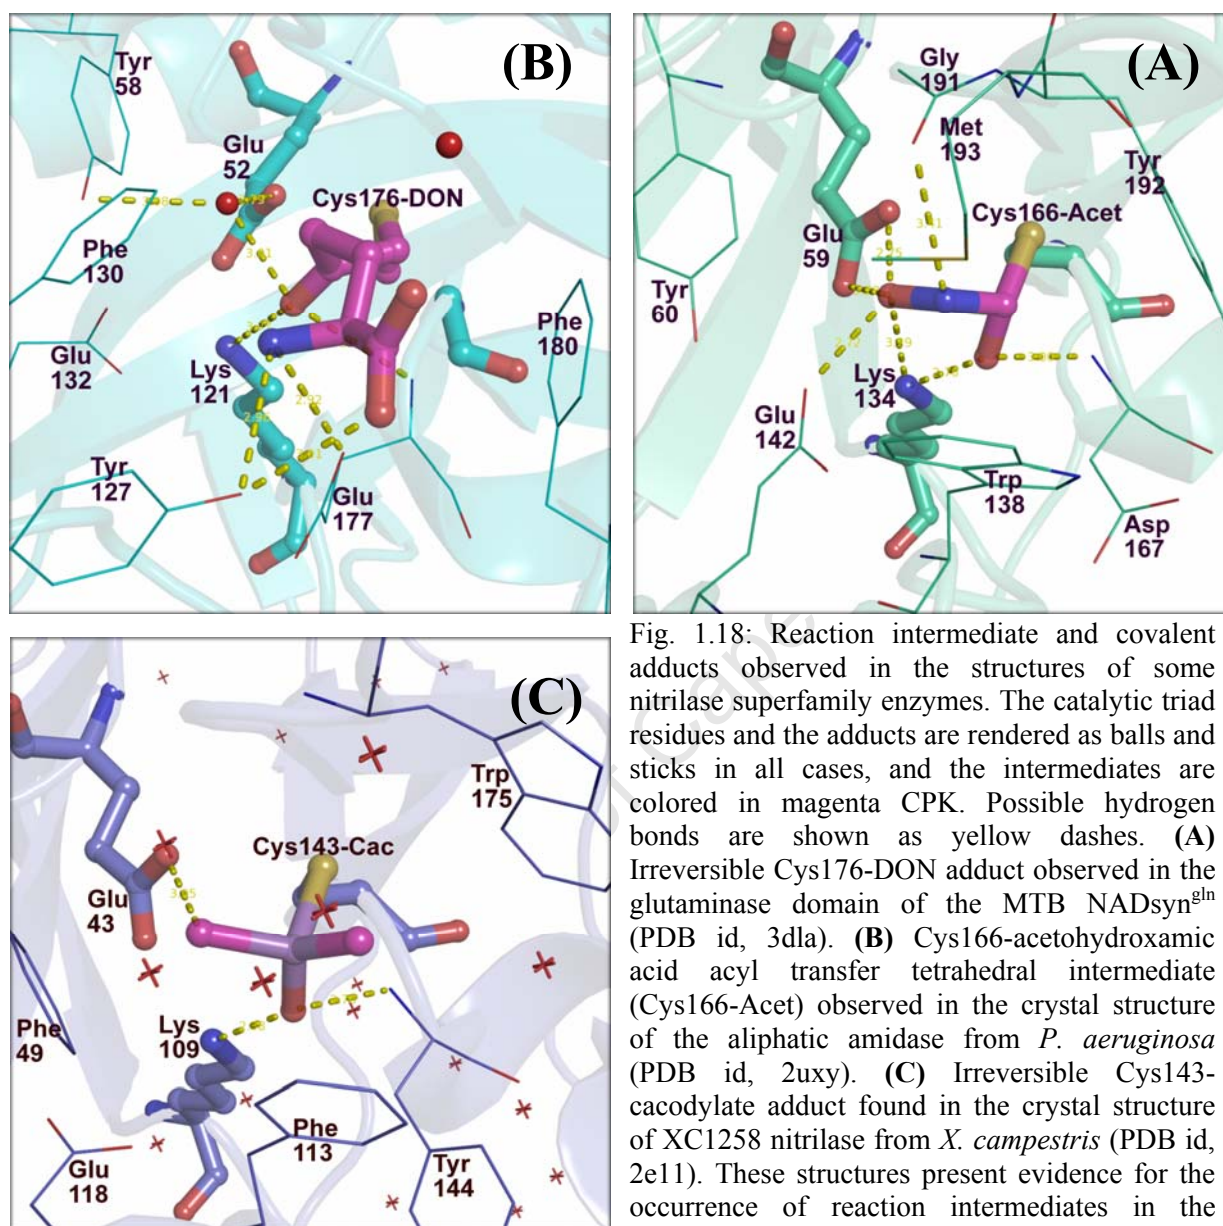 (B)
Tyr
58
Glu
52
Cys176-DON
Phe
130
Glu
132
Lys
121
Phe
180
Tyr
127
Glu
177
2.92
(A)
Gly
191
Met
193
Tyr
192
Cys166-Acet
Glu
59
Tyr
60
Lys
134
Glu
142
Trp
138
Asp
167
(C)
Trp
175
Cys143-Cac
Glu
43
Phe
49
Lys
109
Phe
113
Glu
118
Tyr
144
Fig. 1.18: Reaction intermediate and covalent
adducts observed in the structures of some
nitrilase superfamily enzymes. The catalytic triad
residues and the adducts are rendered as balls and
sticks in all cases, and the intermediates are
colored in magenta CPK. Possible hydrogen
bonds are shown as yellow dashes. (A)
Irreversible Cys176-DON adduct observed in the
glutaminase domain of the MTB NADsyn^gln
(PDB id, 3dla). (B) Cys166-acetohydroxamic
acid acyl transfer tetrahedral intermediate
(Cys166-Acet) observed in the crystal structure
of the aliphatic amidase from P. aeruginosa
(PDB id, 2uxy). (C) Irreversible Cys143-
cacodylate adduct found in the crystal structure
of XC1258 nitrilase from X. campestris (PDB id,
2e11). These structures present evidence for the
occurrence of reaction intermediates in the